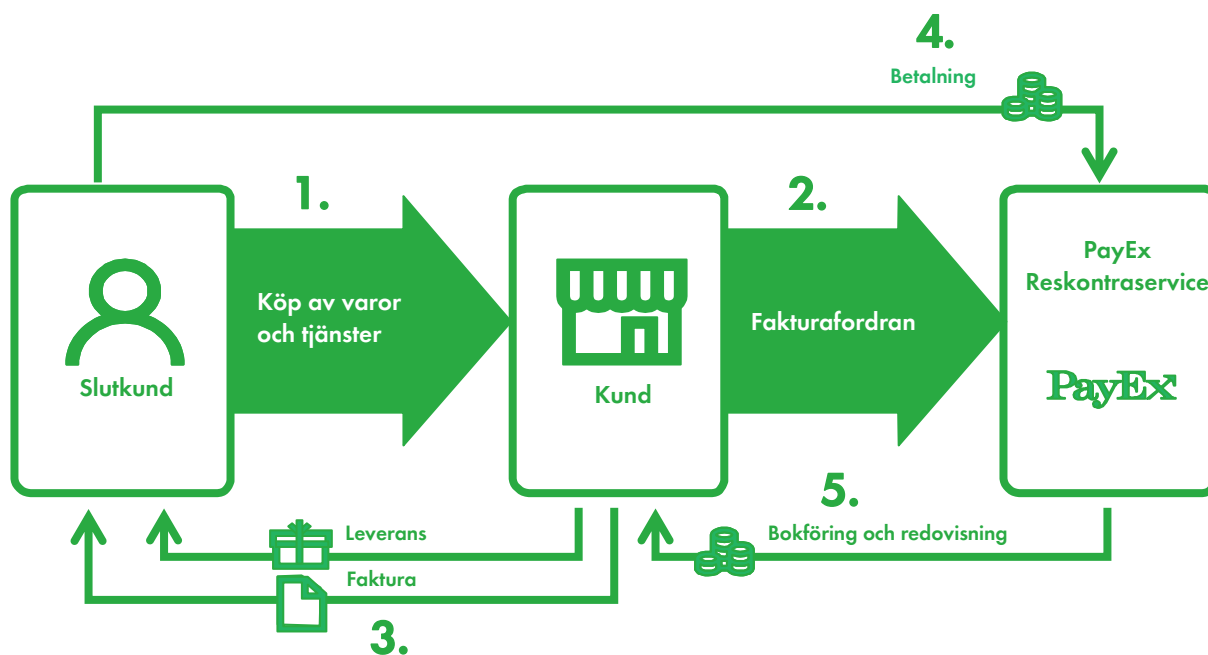 4.
Betalning
1.
2.
Köp av varor
och tjänster
Slutkund
Kund
Fakturafordran
PayEx
Reskontraservice
PayEx
5.
Leverans
Bokföring och redovisning
Faktura
3.